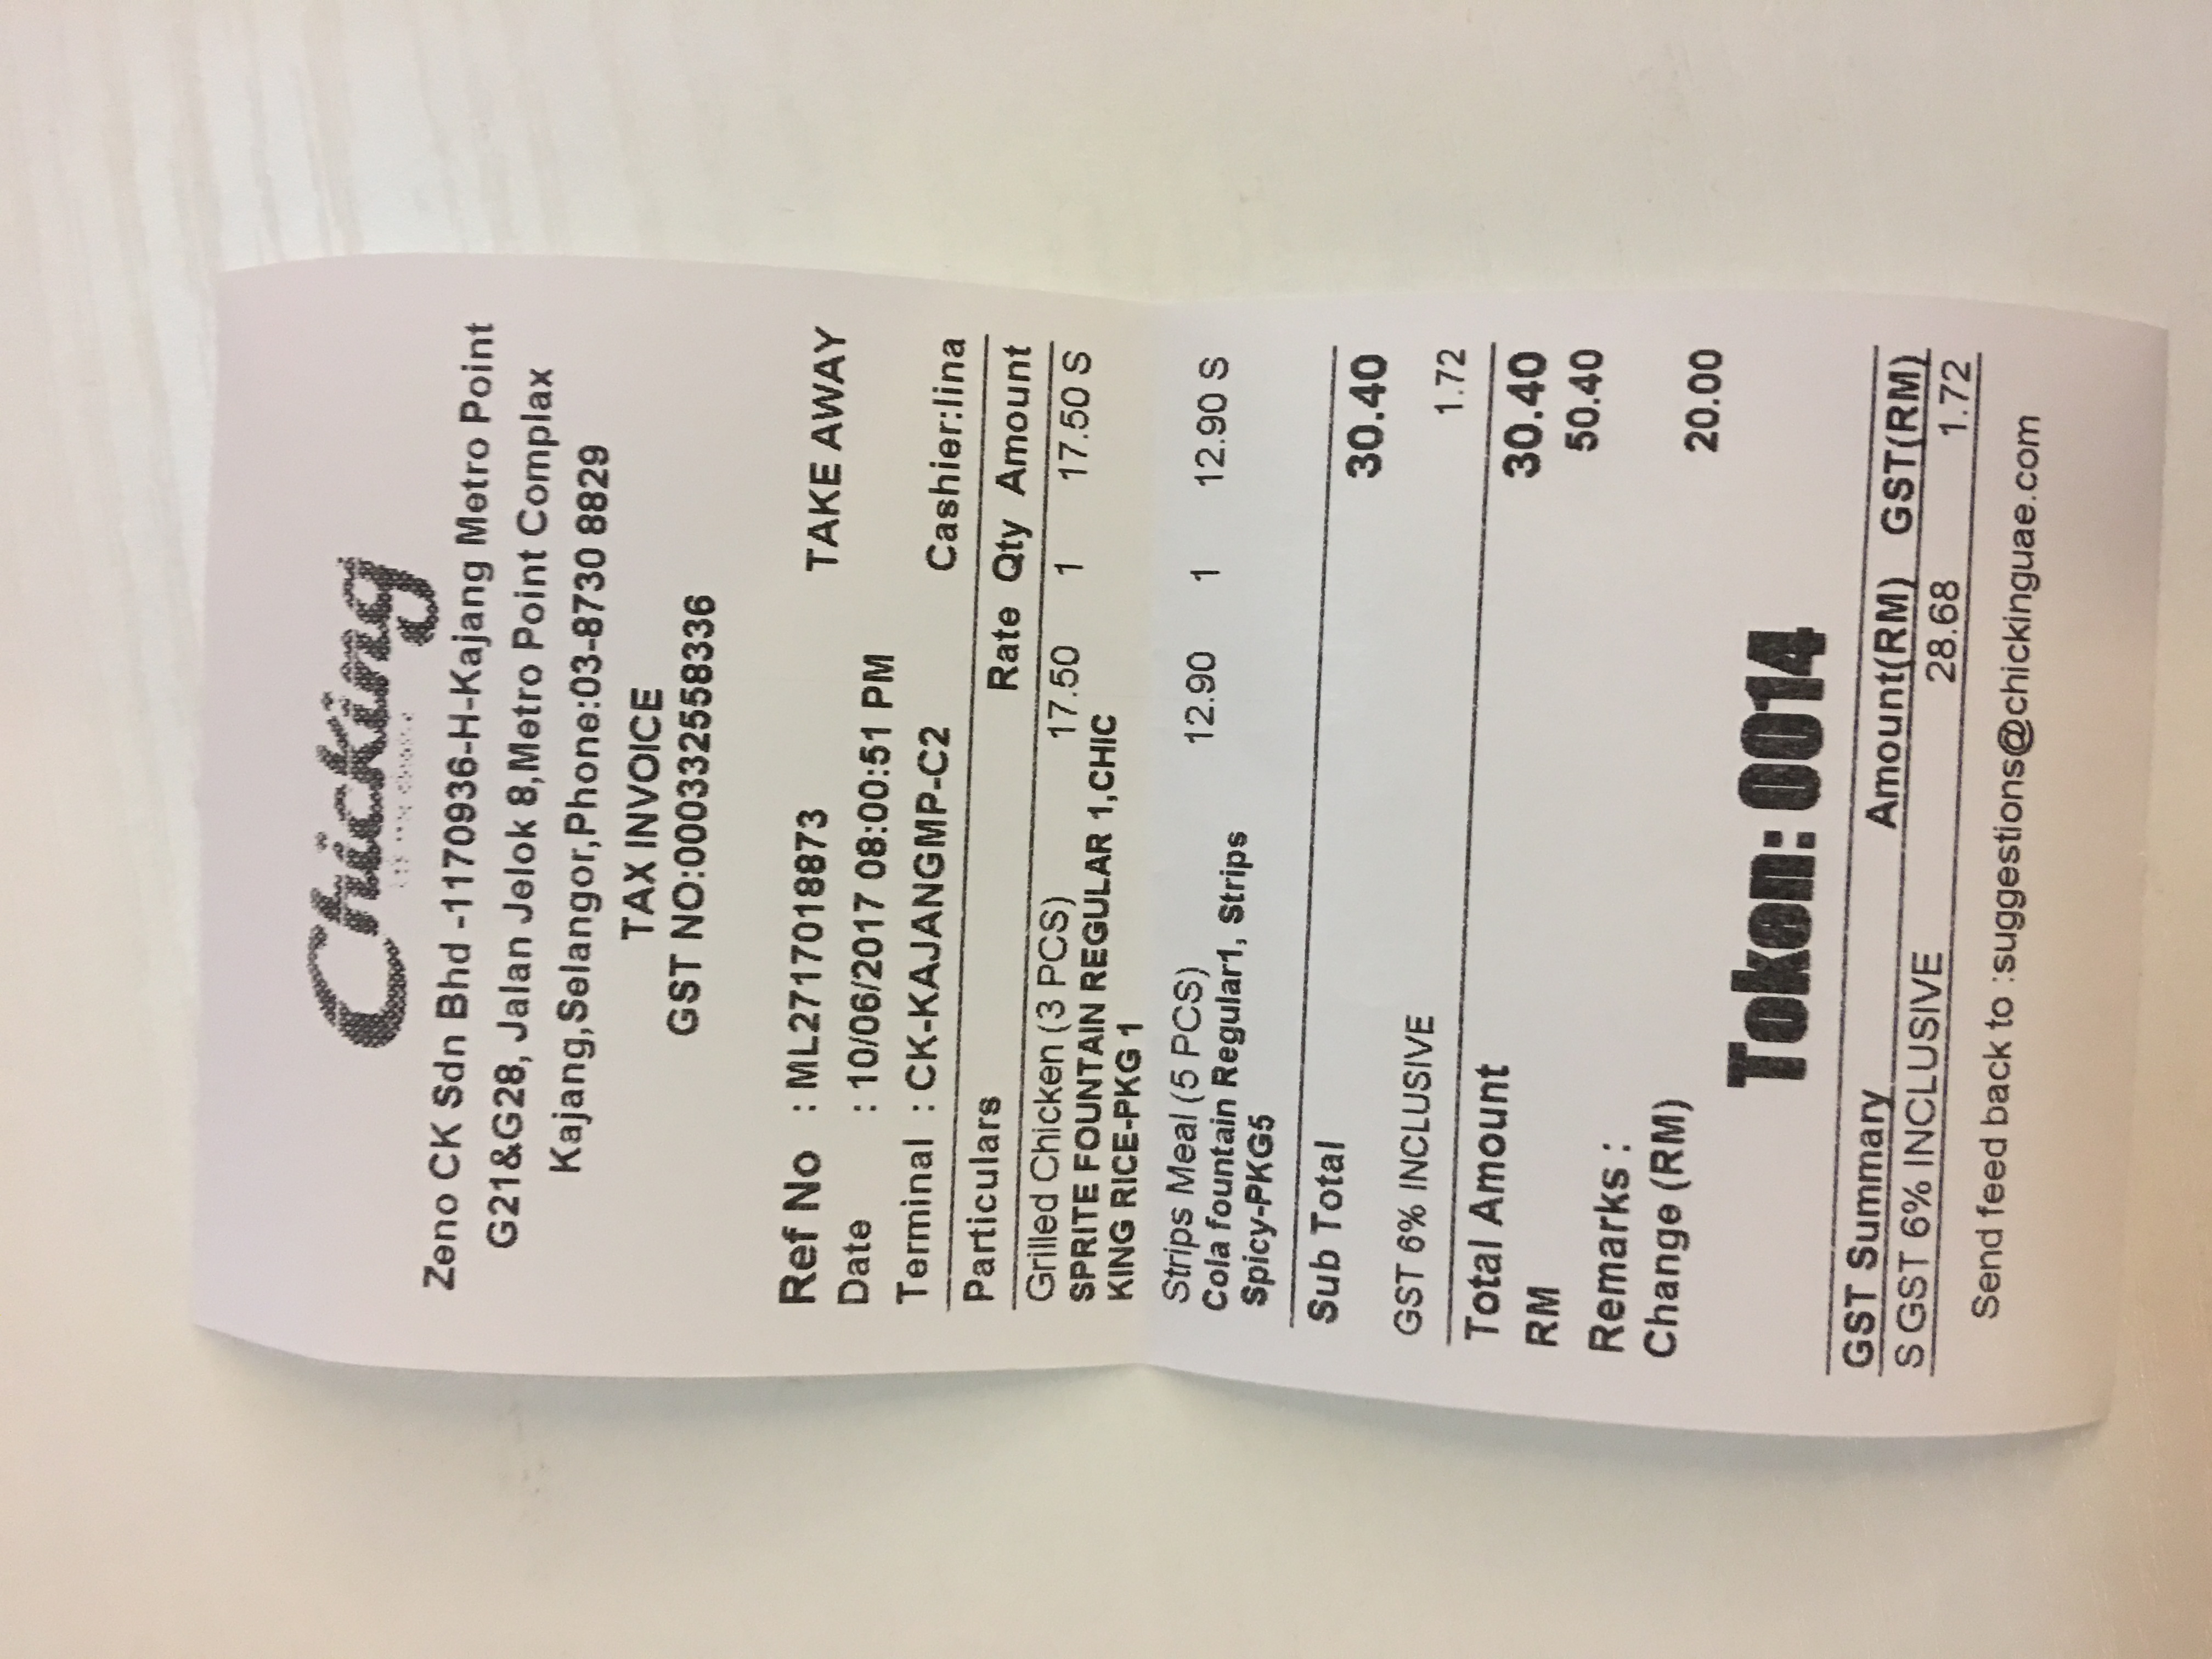 Chicking
Zeno CK Sdn Bhd -1170936-H-Kajang Metro Point
G21&G28, Jalan Jelok 8,Metro Point Complax
Kajang,Selangor,Phone:03-8730 8829
TAX INVOICE
GST NO:000332558336
Ref No : ML2717018873 TAKE AWAY
Date : 10/06/2017 08:00:51 PM
Terminal : CK-KAJANGMP-C2 Cashier:lina
Particulars Rate Qty Amount
Grilled Chicken (3 PCS) 17.50 1 17.50 S
SPRITE FOUNTAIN REGULAR 1,CHIC
KING RICE-PKG 1
Strips Meal (5 PCS) 12.90 1 12.90 S
Cola fountain Regular1, Strips
Spicy-PKG5
Sub Total 30.40
GST 6% INCLUSIVE 1.72
Total Amount 30.40
RM 50.40
Remarks :
Change (RM) 20.00
Token: 0014
GST Summary Amount(RM) GST(RM)
S GST 6% INCLUSIVE 28.68 1.72
Send feed back to :suggestions@chickinguae.com